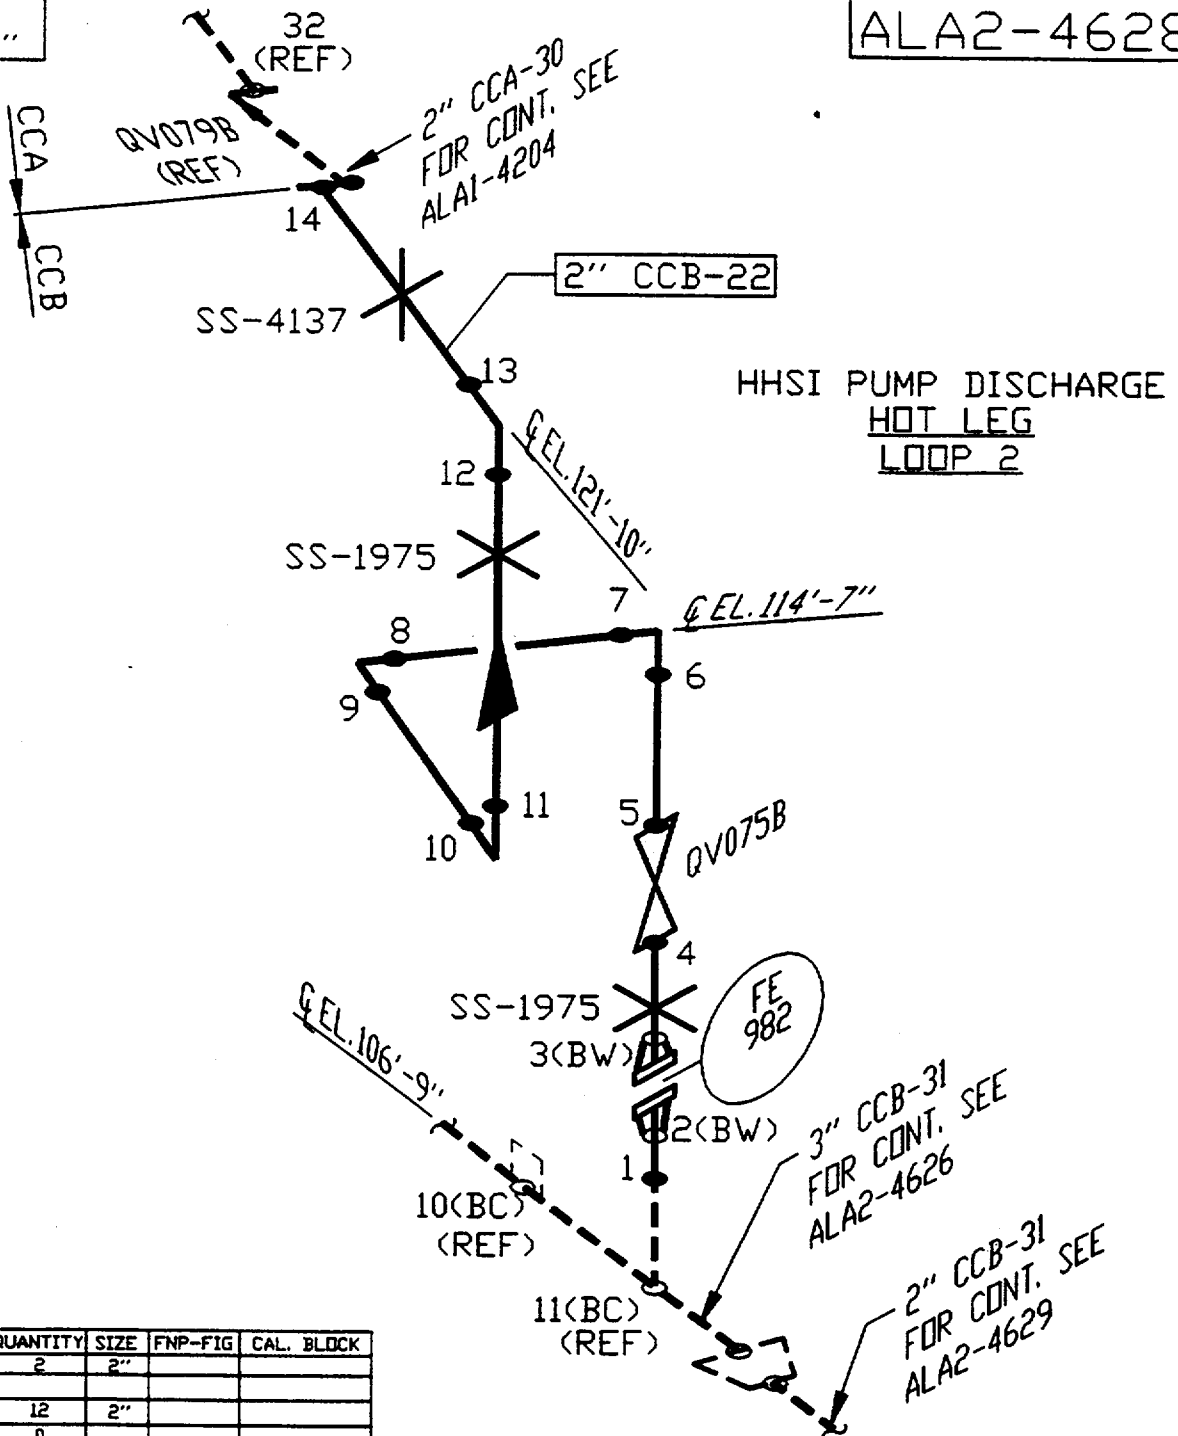 "
ALA2-4628
32
(REF)
2" CCA-30
FOR CONT. SEE
ALA1-4204
QV079B
(REF)
CCA
CCB
14
2" CCB-22
SS-4137
13
HHSI PUMP DISCHARGE
HOT LEG
LOOP 2
12
℄ EL. 121'-10"
SS-1975
7
℄ EL. 114'-7"
8
6
9
5
11
10
QV075B
4
SS-1975
FE
982
3(BW)
℄ EL. 106'-9"
2(BW)
1
3" CCB-31
FOR CONT. SEE
ALA2-4626
10(BC)
(REF)
2" CCB-31
FOR CONT. SEE
ALA2-4629
11(BC)
(REF)
QUANTITY SIZE FNP-FIG CAL. BLOCK
2 2"
12 2"